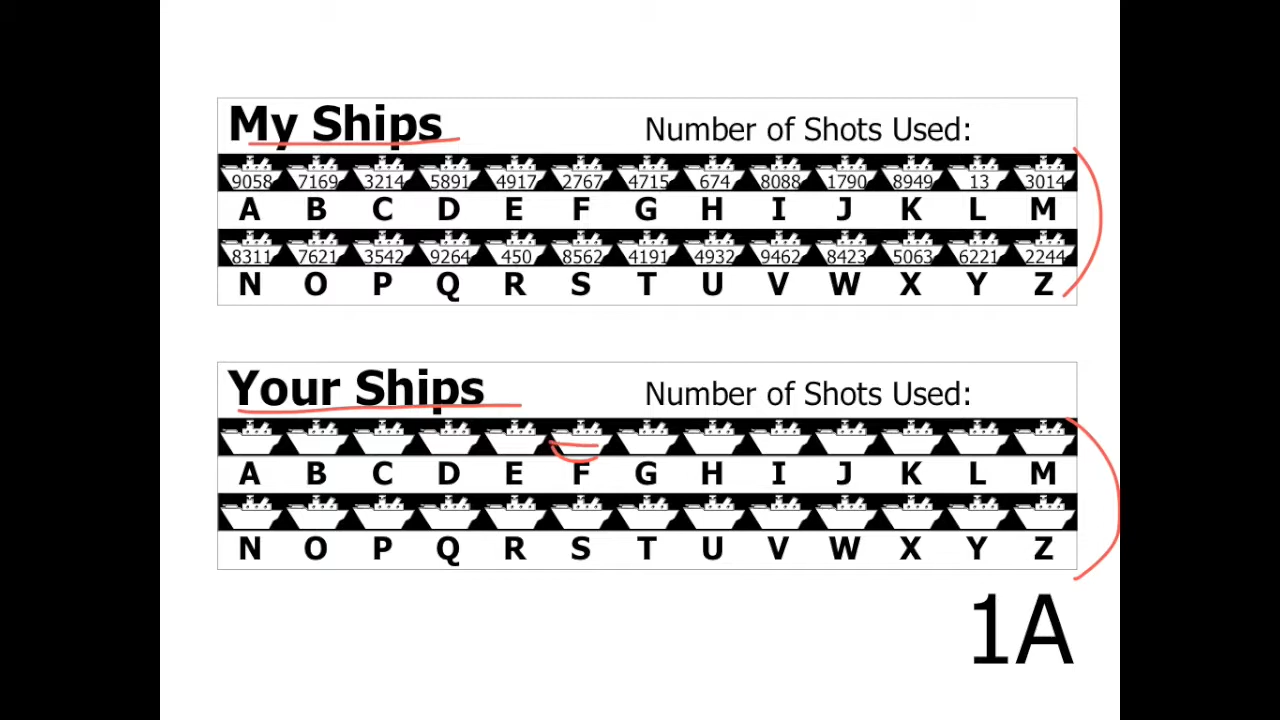 My Ships Number of Shots Used:
9058 7169 3214 5891 4917 2767 4715 674 8088 1790 8949 13 3014
A B C D E F G H I J K L M
8311 7621 3542 9264 450 8562 4191 4932 9462 8423 5063 6221 2244
N O P Q R S T U V W X Y Z
Your Ships Number of Shots Used:
A B C D E F G H I J K L M
N O P Q R S T U V W X Y Z
1A